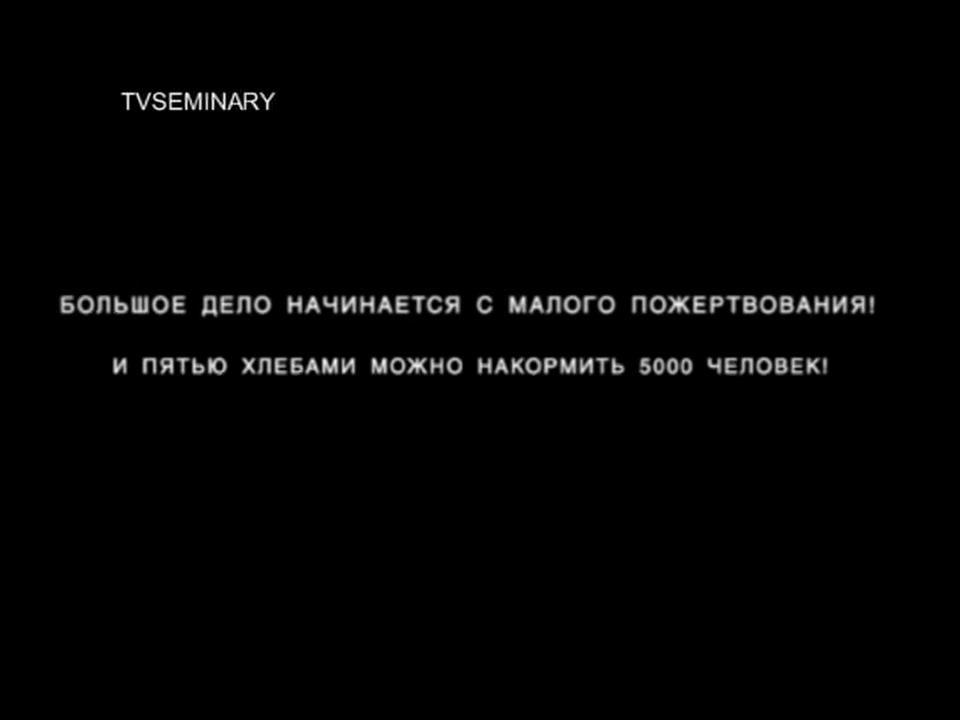 TVSEMINARY
БОЛЬШОЕ ДЕЛО НАЧИНАЕТСЯ С МАЛОГО ПОЖЕРТВОВАНИЯ!
И ПЯТЬЮ ХЛЕБАМИ МОЖНО НАКОРМИТЬ 5000 ЧЕЛОВЕК!